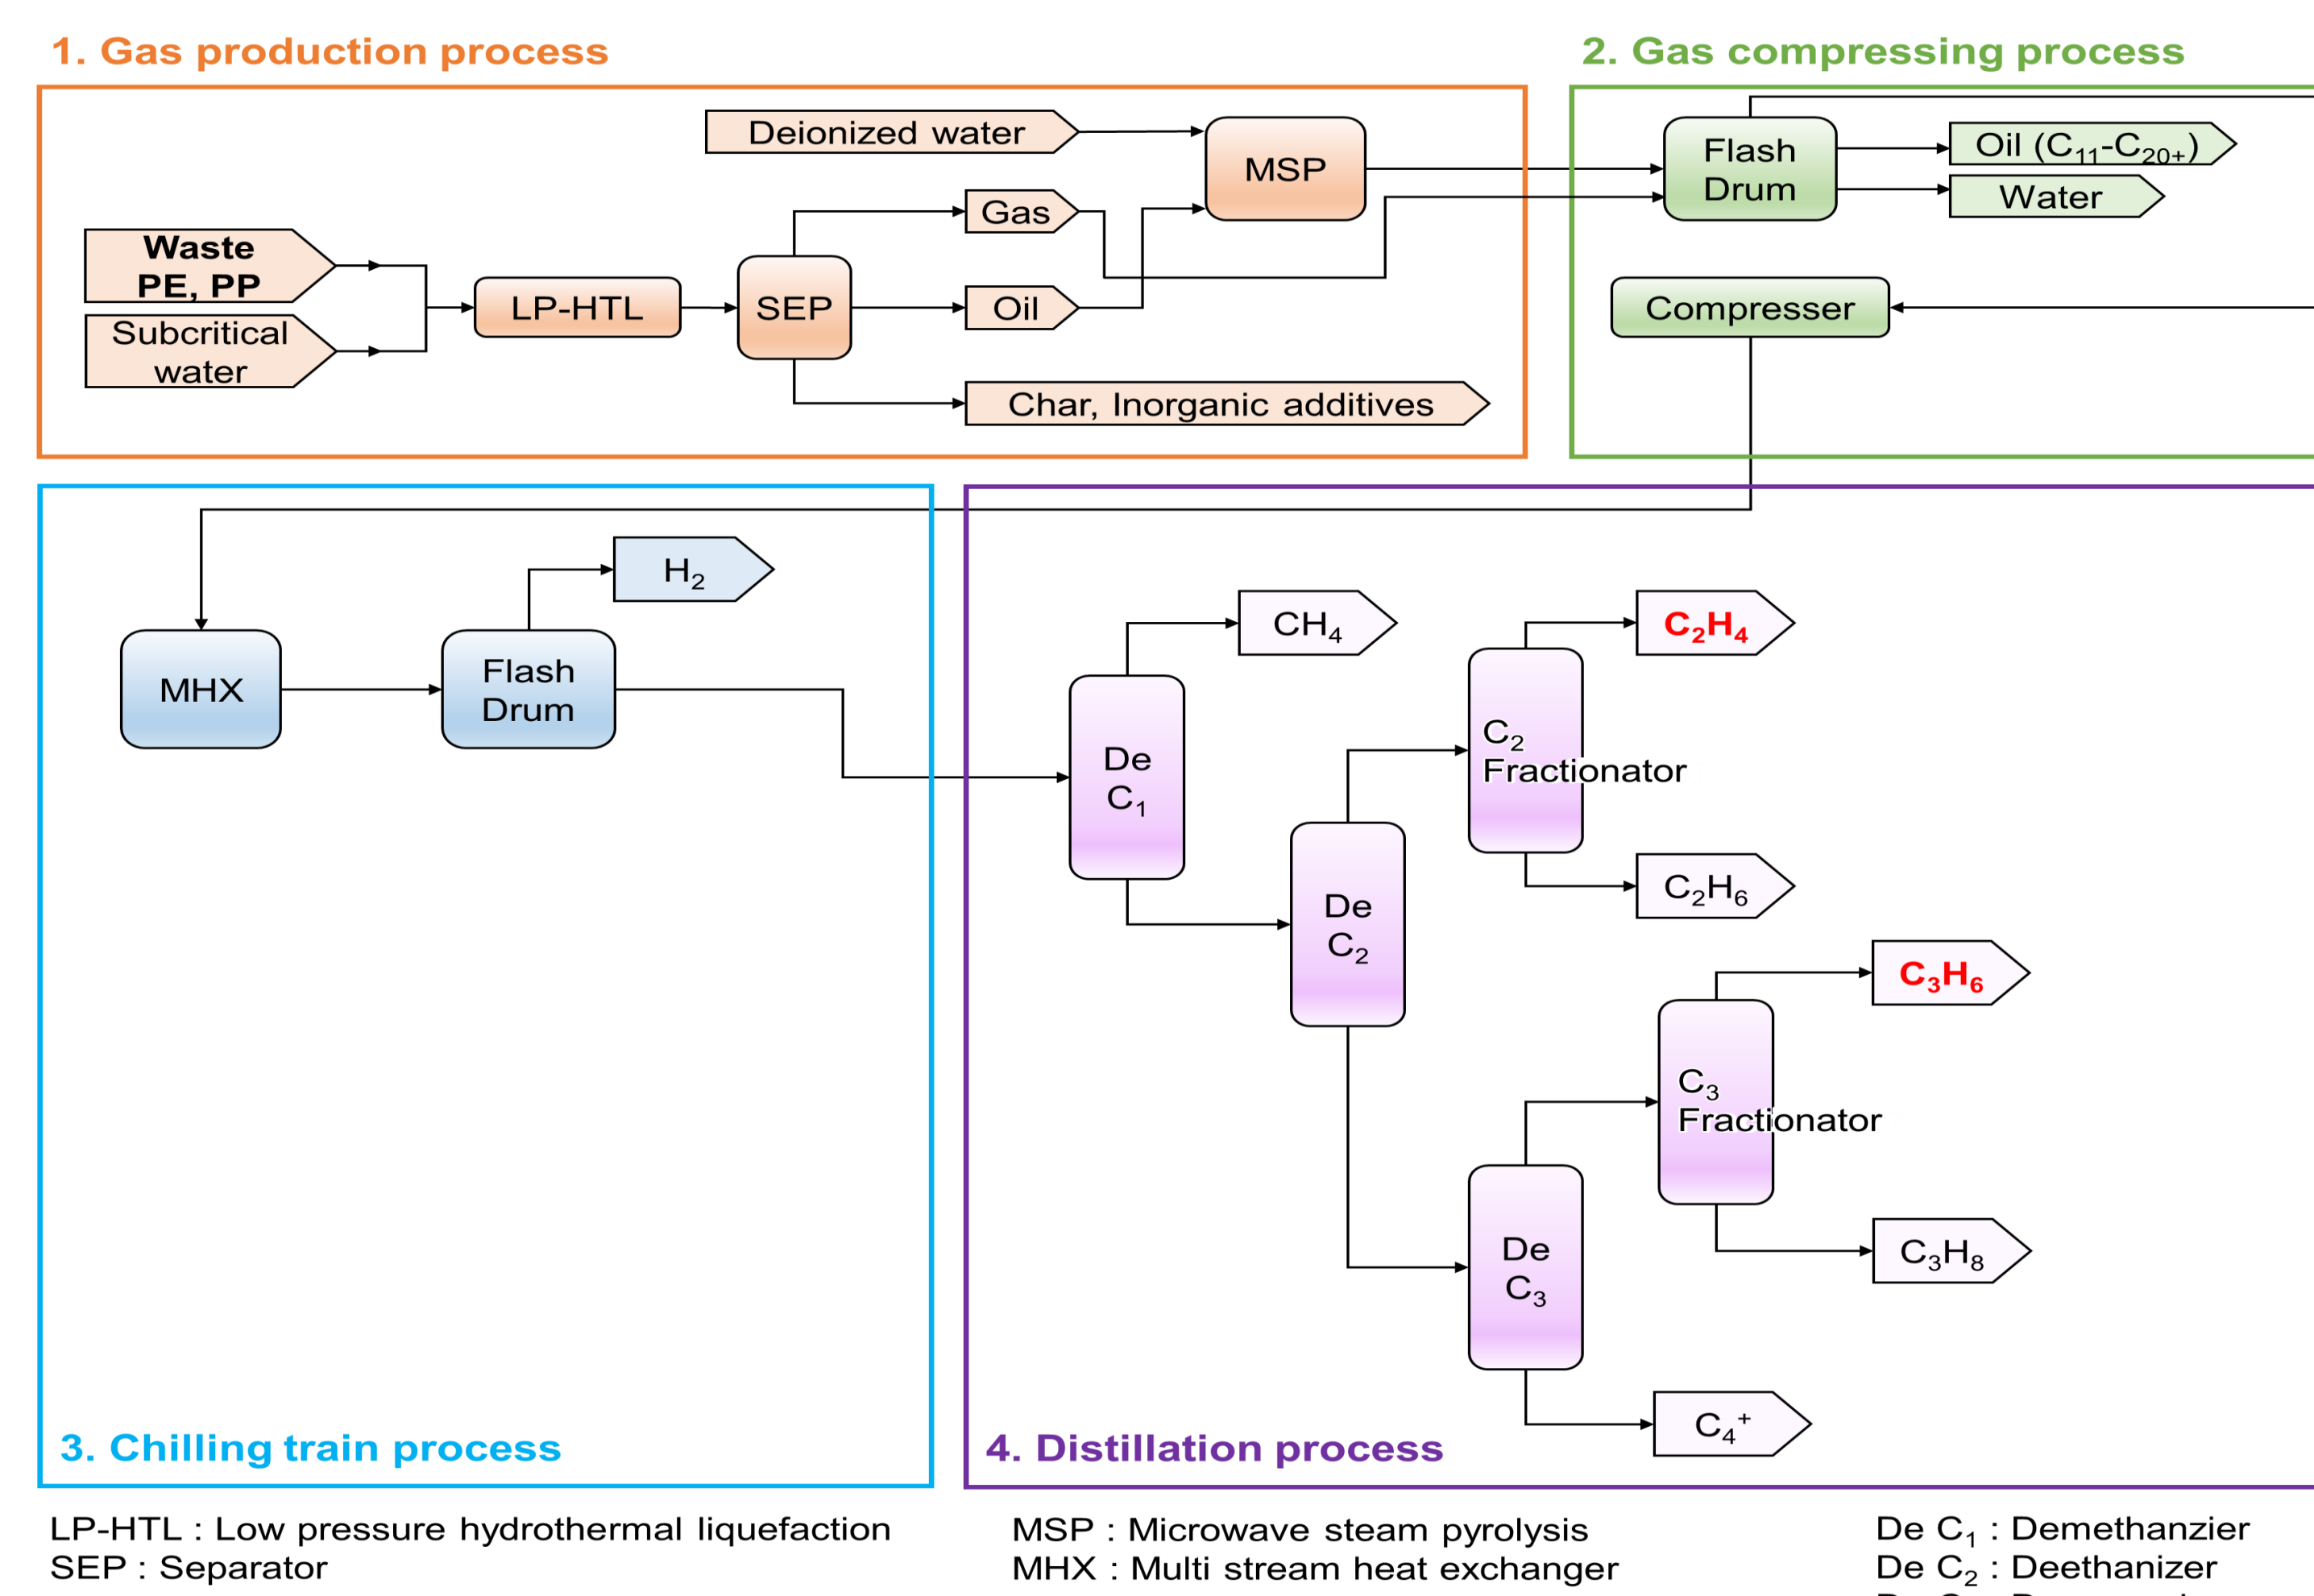 1. Gas production process
2. Gas compressing process
Deionized water
MSP
Flash
Drum
Oil (C₁₁-C₂₀₊)
Water
Gas
Waste
PE, PP
LP-HTL
SEP
Oil
Compresser
Subcritical
water
Char, Inorganic additives
H₂
MHX
Flash
Drum
CH₄
C₂H₄
De
C₁
C₂
Fractionator
C₂H₆
De
C₂
C₃H₆
C₃
Fractionator
De
C₃
C₃H₈
C₄⁺
3. Chilling train process
4. Distillation process
LP-HTL : Low pressure hydrothermal liquefaction
SEP : Separator
MSP : Microwave steam pyrolysis
MHX : Multi stream heat exchanger
De C₁ : Demethanzier
De C₂ : Deethanizer